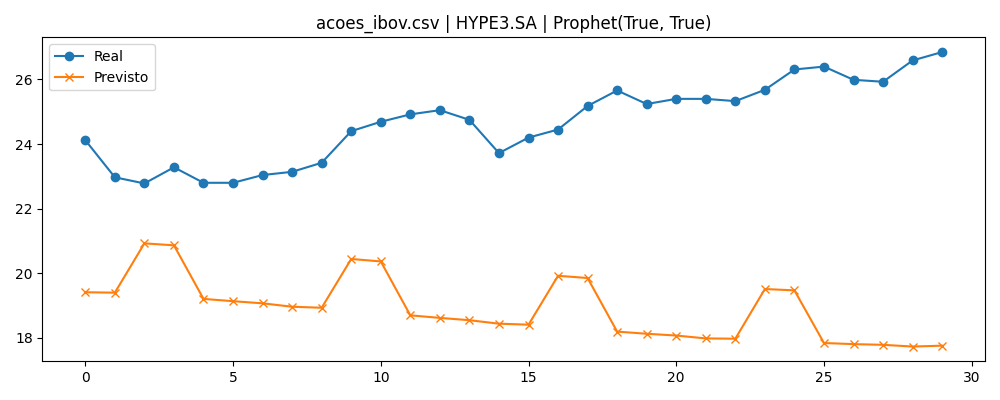 acoes_ibov.csv | HYPE3.SA | Prophet(True, True)
Real
Previsto
26
24
22
20
18
0 5 10 15 20 25 30